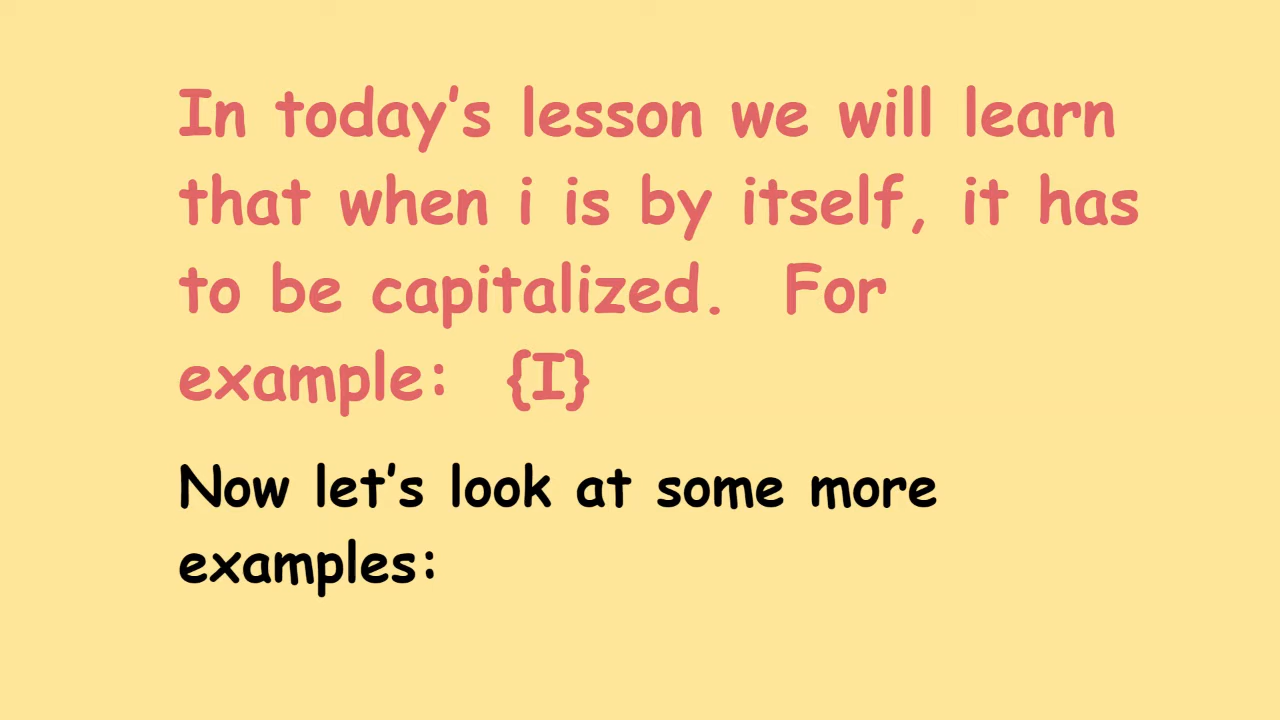 In today's lesson we will learn
that when i is by itself, it has
to be capitalized.  For
example:  {I}
Now let's look at some more
examples: